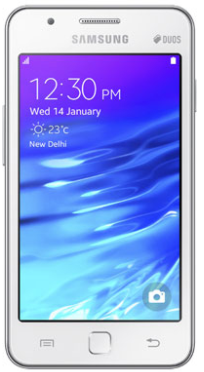 SAMSUNG
DUOS
12:30 PM
Wed 14 January
23°c
New Delhi